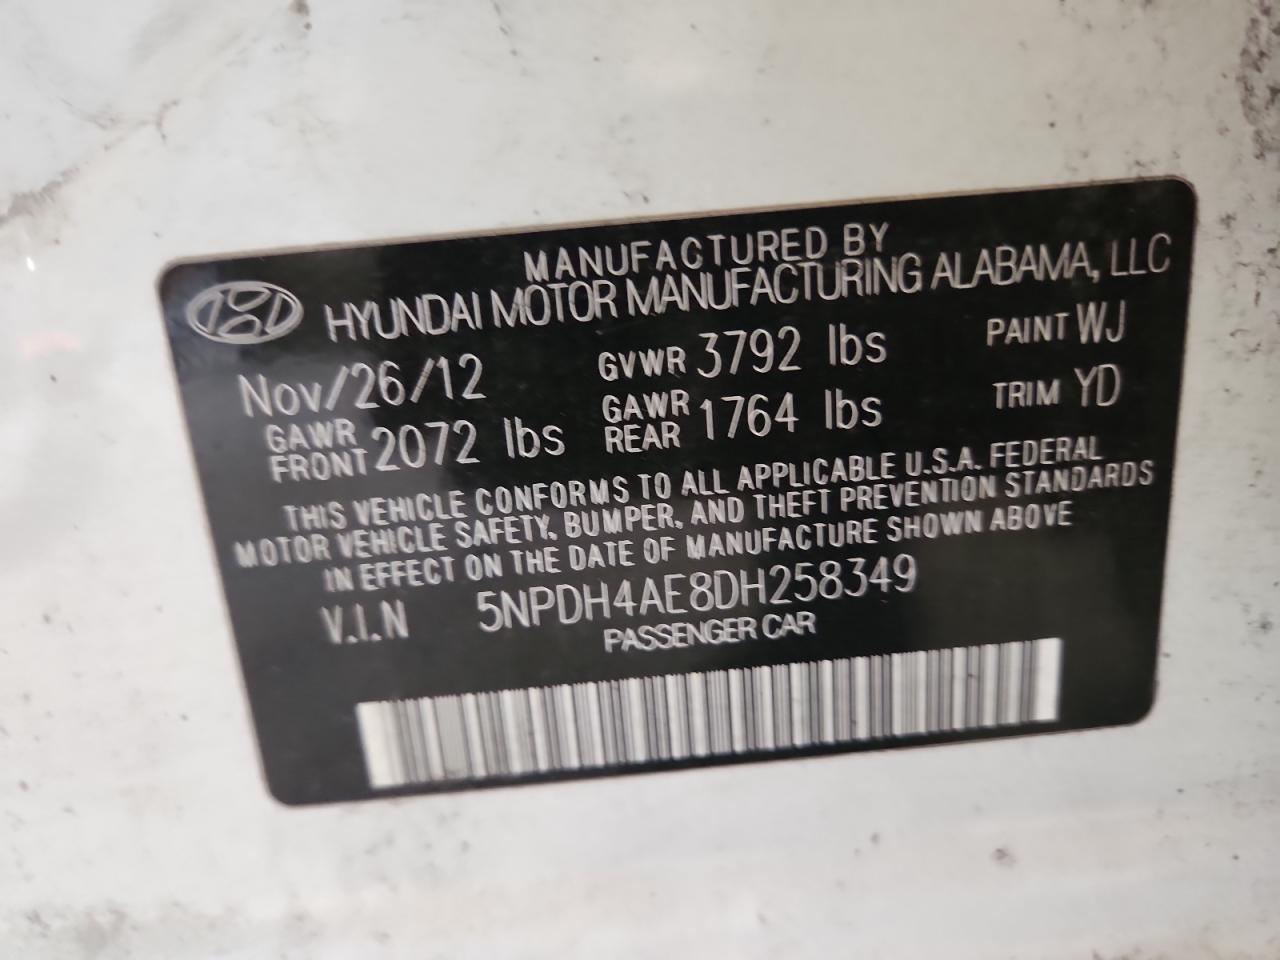 MANUFACTURED BY
HYUNDAI MOTOR MANUFACTURING ALABAMA, LLC
Nov/26/12 GVWR 3792 lbs PAINT WJ
GAWR FRONT 2072 lbs GAWR REAR 1764 lbs TRIM YD
THIS VEHICLE CONFORMS TO ALL APPLICABLE U.S.A. FEDERAL
MOTOR VEHICLE SAFETY, BUMPER, AND THEFT PREVENTION STANDARDS
IN EFFECT ON THE DATE OF MANUFACTURE SHOWN ABOVE
V.I.N 5NPDH4AE8DH258349
PASSENGER CAR